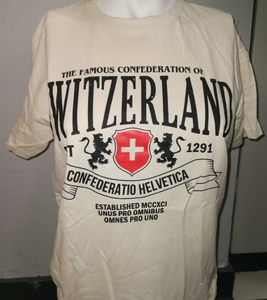 THE FAMOUS CONFEDERATION OF
WITZERLAND
T 1291
CONFEDERATIO HELVETICA
ESTABLISHED MCCXCI
UNUS PRO OMNIBUS
OMNES PRO UNO